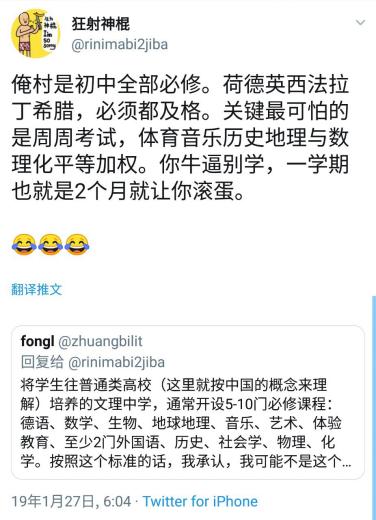 狂射神棍
@rinimabi2jiba
俺村是初中全部必修。荷德英西法拉
丁希腊，必须都及格。关键最可怕的
是周周考试，体育音乐历史地理与数
理化平等加权。你牛逼别学，一学期
也就是2个月就让你滚蛋。
😂😂😂
翻译推文
fongl @zhuangbilit
回复给 @rinimabi2jiba
将学生往普通类高校（这里就按中国的概念来理
解）培养的文理中学，通常开设5-10门必修课程：
德语、数学、生物、地球地理、音乐、艺术、体验
教育、至少2门外国语、历史、社会学、物理、化
学。按照这个标准的话，我承认，我可能不是这个...
19年1月27日, 6:04 · Twitter for iPhone